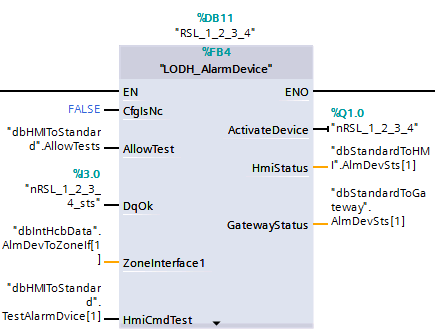 %DB11
"RSL_1_2_3_4"
%FB4
"LODH_AlarmDevice"
EN
ENO
FALSE
CfgIsNc
"dbHMIToStandar
d".AllowTests
AllowTest
%Q1.0
ActivateDevice
"nRSL_1_2_3_4"
"dbStandardToHM
I".AlmDevSts[1]
HmiStatus
%I3.0
"nRSL_1_2_3_
4_sts"
DqOk
"dbStandardToGa
teway".
AlmDevSts[1]
GatewayStatus
"dbIntHcbData".
AlmDevToZoneIf[1
]
ZoneInterface1
"dbHMIToStandar
d".
TestAlarmDvice[1]
HmiCmdTest